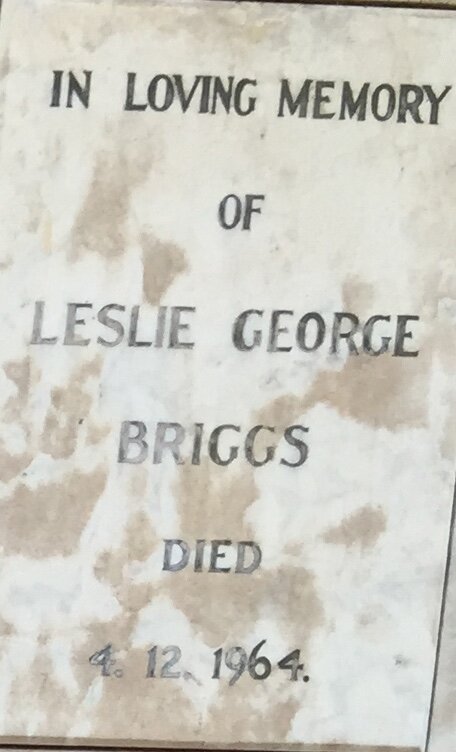 IN LOVING MEMORY
OF
LESLIE GEORGE
BRIGGS
DIED
4. 12. 1964.